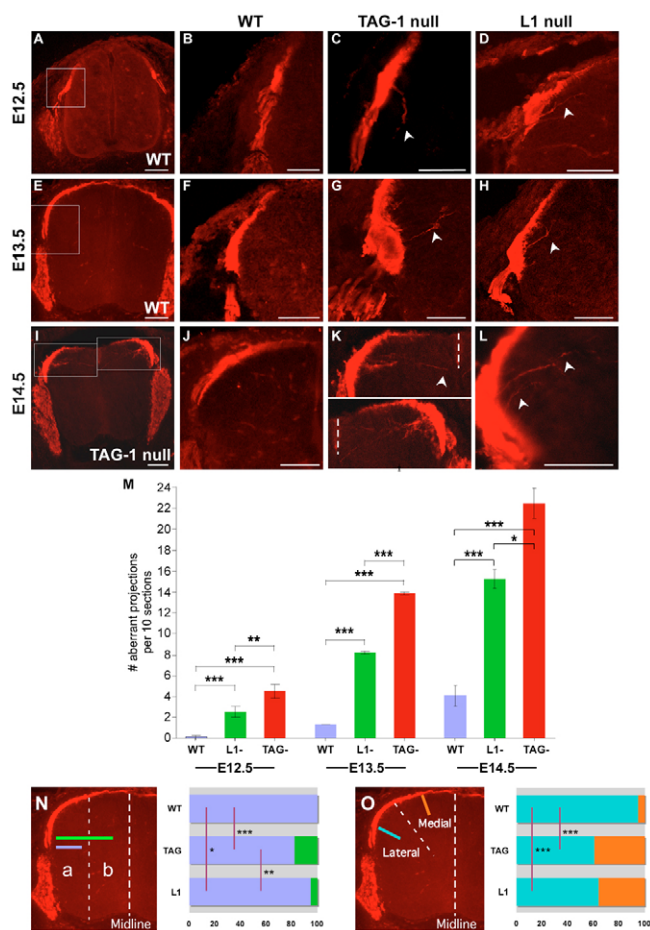 WT TAG-1 null L1 null
E12.5
A B C D
WT
E13.5
E F G H
WT
E14.5
I J K L
TAG-1 null
M
# aberrant projections
per 10 sections
24
22
20
18
16
14
12
10
8
6
4
2
0
*** *** **
*** *** ***
*** *** *
WT L1- TAG- WT L1- TAG- WT L1- TAG-
E12.5 E13.5 E14.5
N
a b
Midline
WT
TAG
L1
* *** **
0 20 40 60 80 100
O
Medial
Lateral
Midline
WT
TAG
L1
*** ***
0 20 40 60 80 100